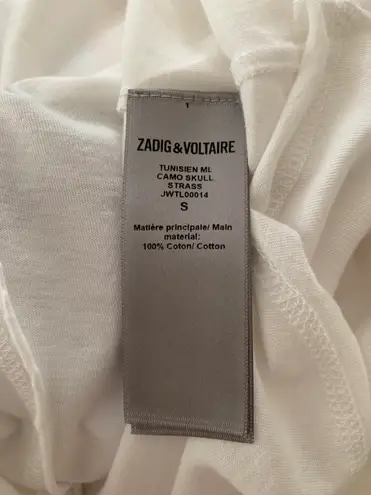 1
ZADIG & VOLTAIRE
TUNISIEN ML
CAMO SKULL
STRASS
JWTL00014
S
Matière principale/ Main
material:
100% Coton/ Cotton